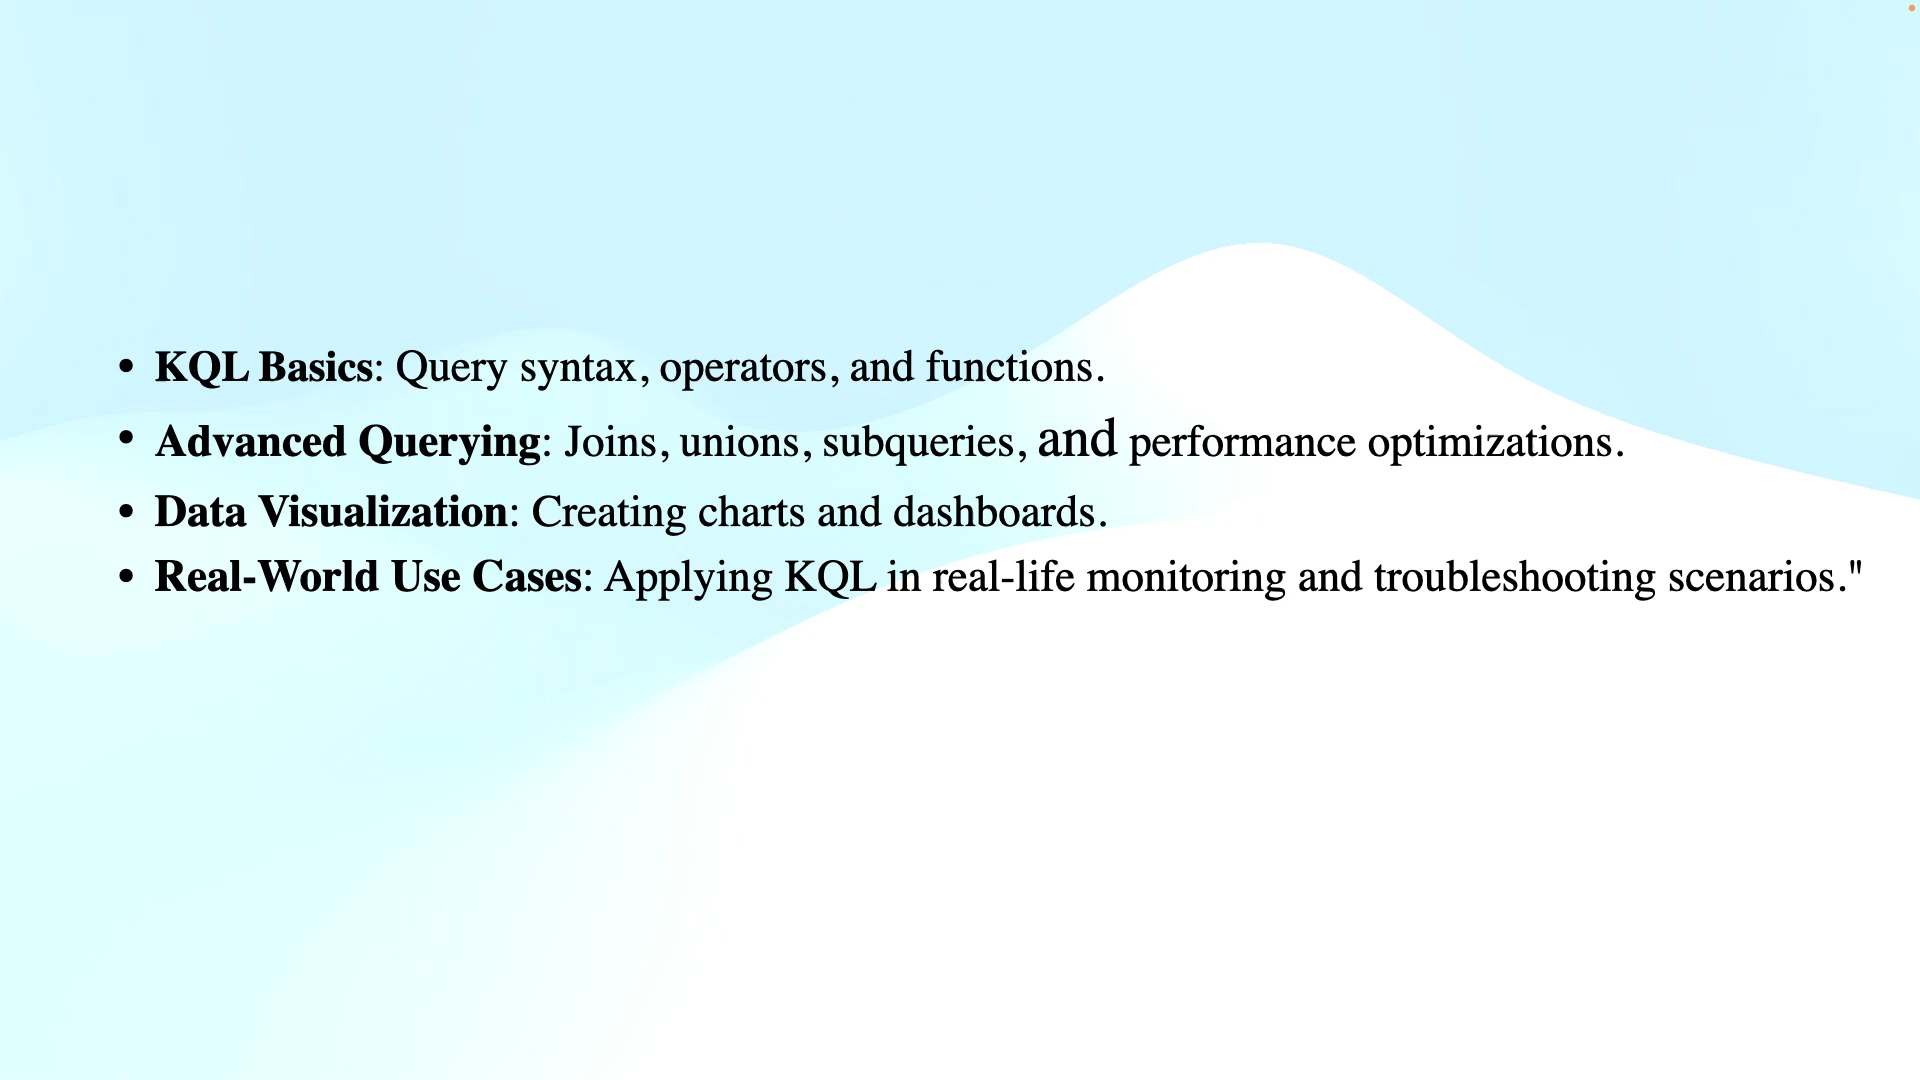 • KQL Basics: Query syntax, operators, and functions.
• Advanced Querying: Joins, unions, subqueries, and performance optimizations.
• Data Visualization: Creating charts and dashboards.
• Real-World Use Cases: Applying KQL in real-life monitoring and troubleshooting scenarios."